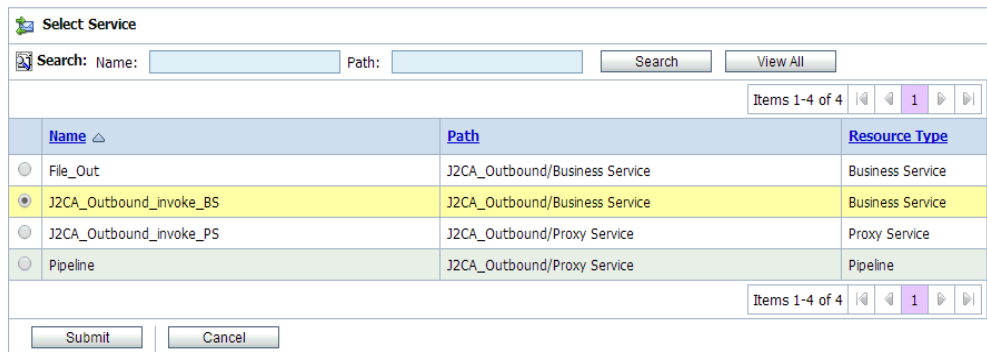 Select Service
Search: Name: Path: Search View All
Items 1-4 of 4 1
Name Path Resource Type
File_Out J2CA_Outbound/Business Service Business Service
J2CA_Outbound_invoke_BS J2CA_Outbound/Business Service Business Service
J2CA_Outbound_invoke_PS J2CA_Outbound/Proxy Service Proxy Service
Pipeline J2CA_Outbound/Proxy Service Pipeline
Items 1-4 of 4 1
Submit Cancel